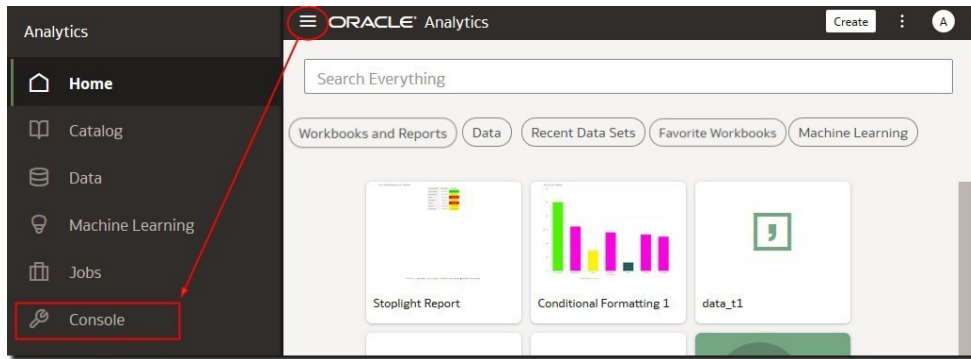 Analytics
Home
Catalog
Data
Machine Learning
Jobs
Console
ORACLE Analytics
Create
A
Search Everything
Workbooks and Reports Data Recent Data Sets Favorite Workbooks Machine Learning
Stoplight Report
Conditional Formatting 1
data_t1